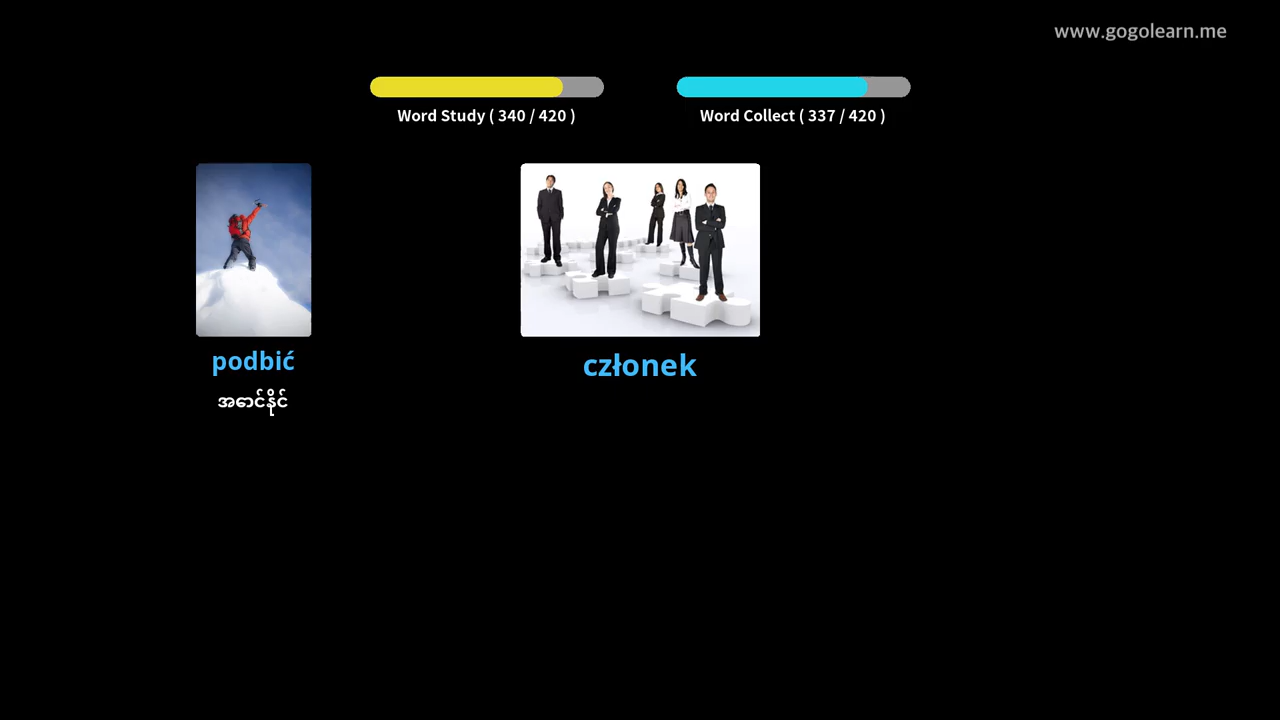 www.gogolearn.me
Word Study ( 340 / 420 )
Word Collect ( 337 / 420 )
podbić
အောင်နိုင်
członek